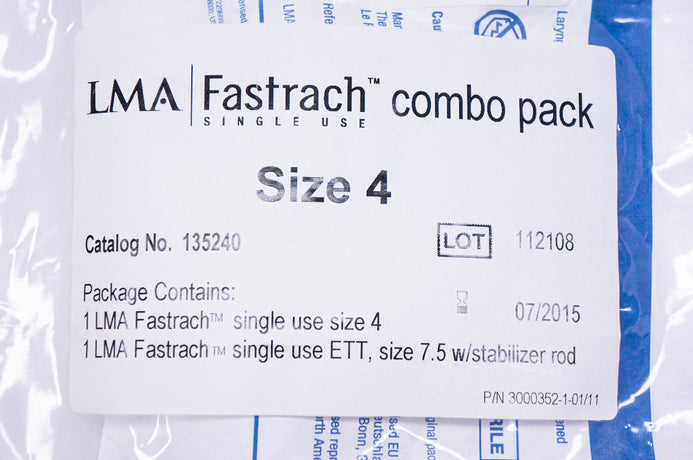 LMA Fastrach™ combo pack
SINGLE USE
Size 4
Catalog No. 135240
LOT 112108
07/2015
Package Contains:
1 LMA Fastrach™ single use size 4
1 LMA Fastrach™ single use ETT, size 7.5 w/stabilizer rod
P/N 3000352-1-01/11